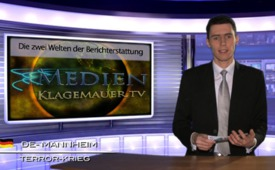 Die zwei Welten der Berichterstattung
MEDIEN
KLAGEMAUER.TV
DE- MANNHEIM
TERROR-KRIEG